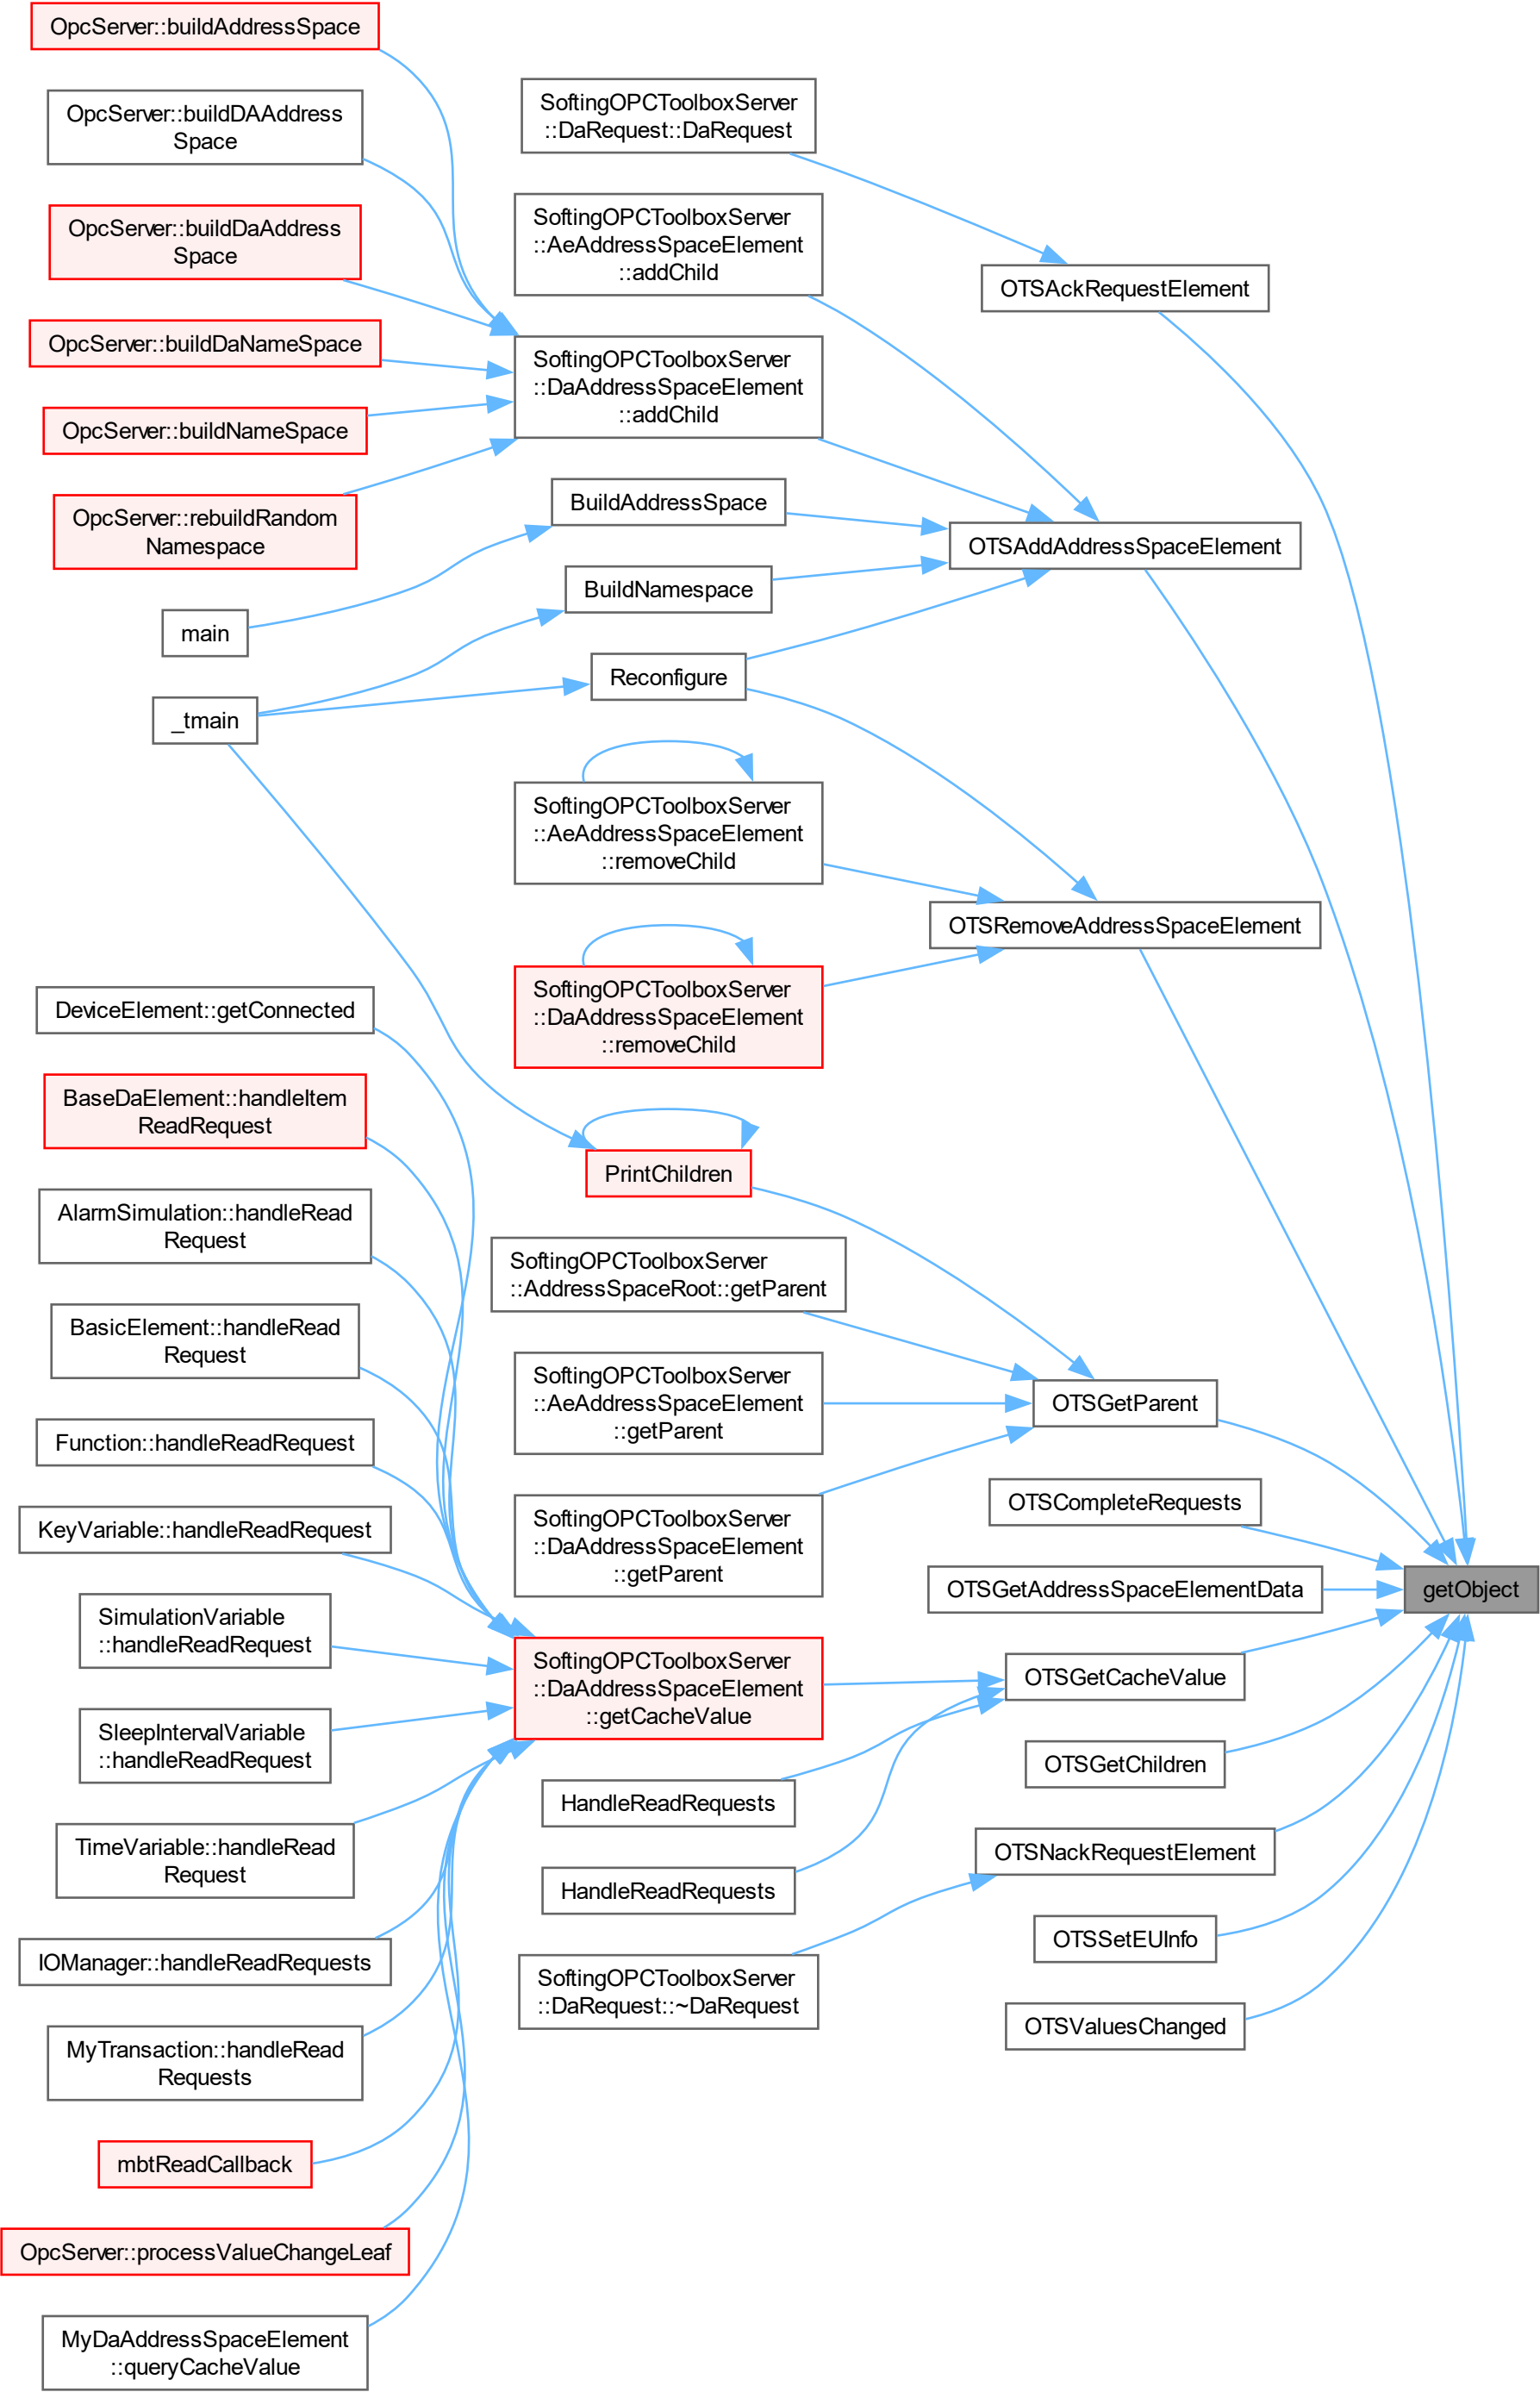 OpcServer::buildAddressSpace
OpcServer::buildDAAddress
Space
OpcServer::buildDaAddress
Space
OpcServer::buildDaNameSpace
OpcServer::buildNameSpace
OpcServer::rebuildRandom
Namespace
main
_tmain
DeviceElement::getConnected
BaseDaElement::handleItem
ReadRequest
AlarmSimulation::handleRead
Request
BasicElement::handleRead
Request
Function::handleReadRequest
KeyVariable::handleReadRequest
SimulationVariable
::handleReadRequest
SleepIntervalVariable
::handleReadRequest
TimeVariable::handleRead
Request
IOManager::handleReadRequests
MyTransaction::handleRead
Requests
mbtReadCallback
OpcServer::processValueChangeLeaf
MyDaAddressSpaceElement
::queryCacheValue
SoftingOPCToolboxServer
::DaRequest::DaRequest
SoftingOPCToolboxServer
::AeAddressSpaceElement
::addChild
SoftingOPCToolboxServer
::DaAddressSpaceElement
::addChild
BuildAddressSpace
BuildNamespace
Reconfigure
SoftingOPCToolboxServer
::AeAddressSpaceElement
::removeChild
SoftingOPCToolboxServer
::DaAddressSpaceElement
::removeChild
PrintChildren
SoftingOPCToolboxServer
::AddressSpaceRoot::getParent
SoftingOPCToolboxServer
::AeAddressSpaceElement
::getParent
SoftingOPCToolboxServer
::DaAddressSpaceElement
::getParent
SoftingOPCToolboxServer
::DaAddressSpaceElement
::getCacheValue
HandleReadRequests
HandleReadRequests
SoftingOPCToolboxServer
::DaRequest::~DaRequest
OTSAckRequestElement
OTSAddAddressSpaceElement
OTSRemoveAddressSpaceElement
OTSGetParent
OTSCompleteRequests
OTSGetAddressSpaceElementData
OTSGetCacheValue
OTSGetChildren
OTSNackRequestElement
OTSSetEUInfo
OTSValuesChanged
getObject